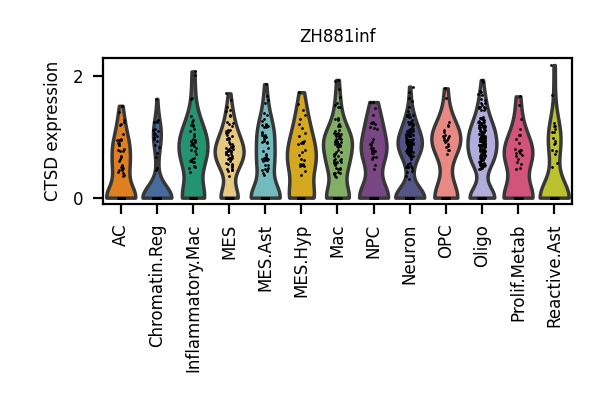 ZH881inf
CTSD expression
2
0
AC
Chromatin.Reg
Inflammatory.Mac
MES
MES.Ast
MES.Hyp
Mac
NPC
Neuron
OPC
Oligo
Prolif.Metab
Reactive.Ast